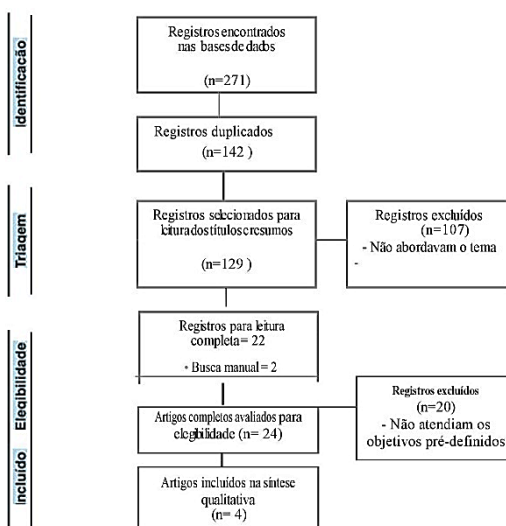 Identificação
Registros encontrados
nas bases de dados
(n=271)
Registros duplicados
(n=142 )
Triagem
Registros selecionados para
leitura dos títulos e resumos
(n=129 )
Registros excluídos
(n=107)
- Não abordavam o tema
-
Elegibilidade
Registros para leitura
completa= 22
- Busca manual = 2
Artigos completos avaliados para
elegbilidade (n= 24)
Registros excluídos
(n=20)
- Não atendiam os
objetivos pré-definidos
Incluído
Artigos incluídos na síntese
qualitativa
(n= 4)